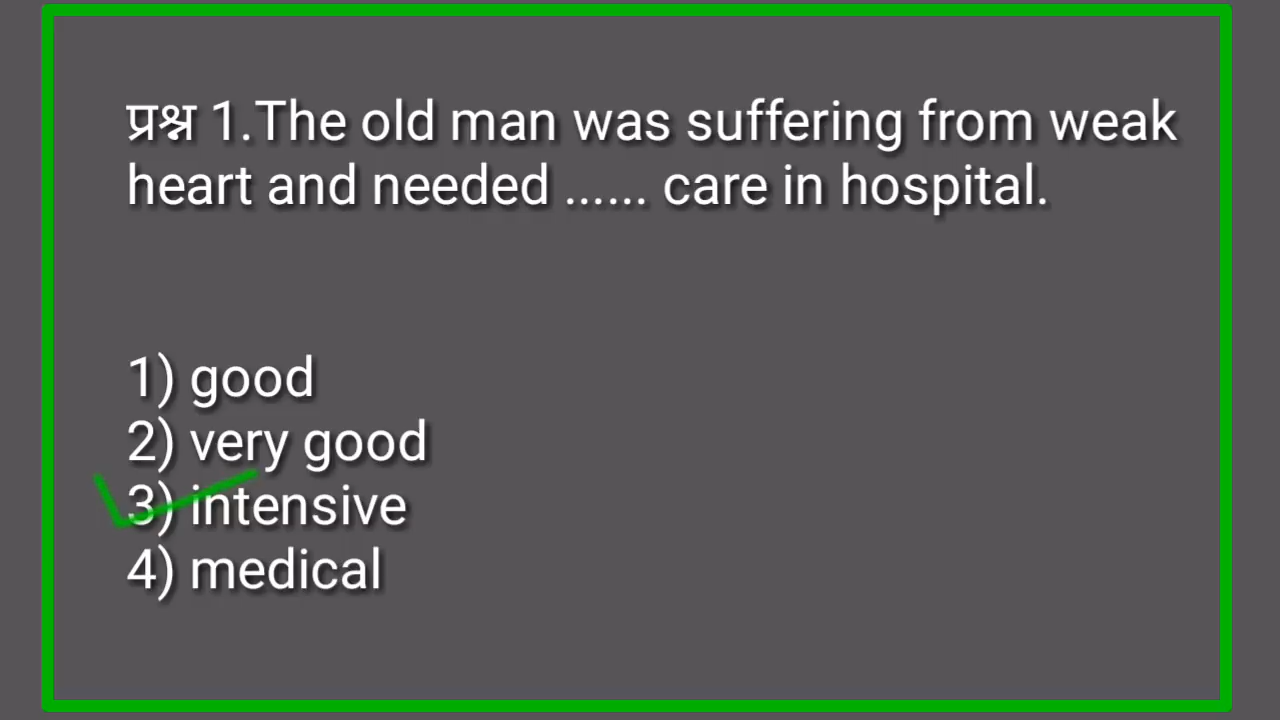 प्रश्न 1.The old man was suffering from weak
heart and needed ...... care in hospital.
1) good
2) very good
3) intensive
4) medical